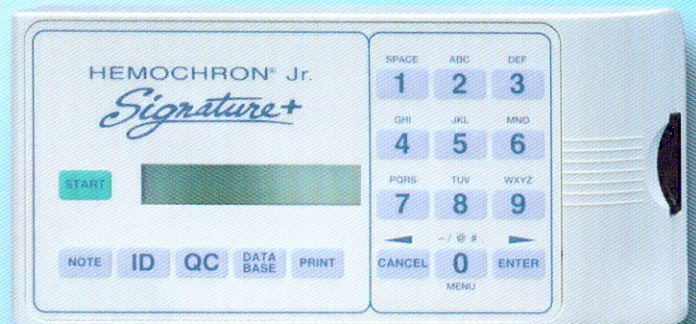 HEMOCHRON® Jr.
Signature+
START
NOTE ID QC DATA BASE PRINT
SPACE ABC DEF
1 2 3
GHI JKL MNO
4 5 6
PQRS TUV WXYZ
7 8 9
- / @ #
CANCEL 0 ENTER
MENU